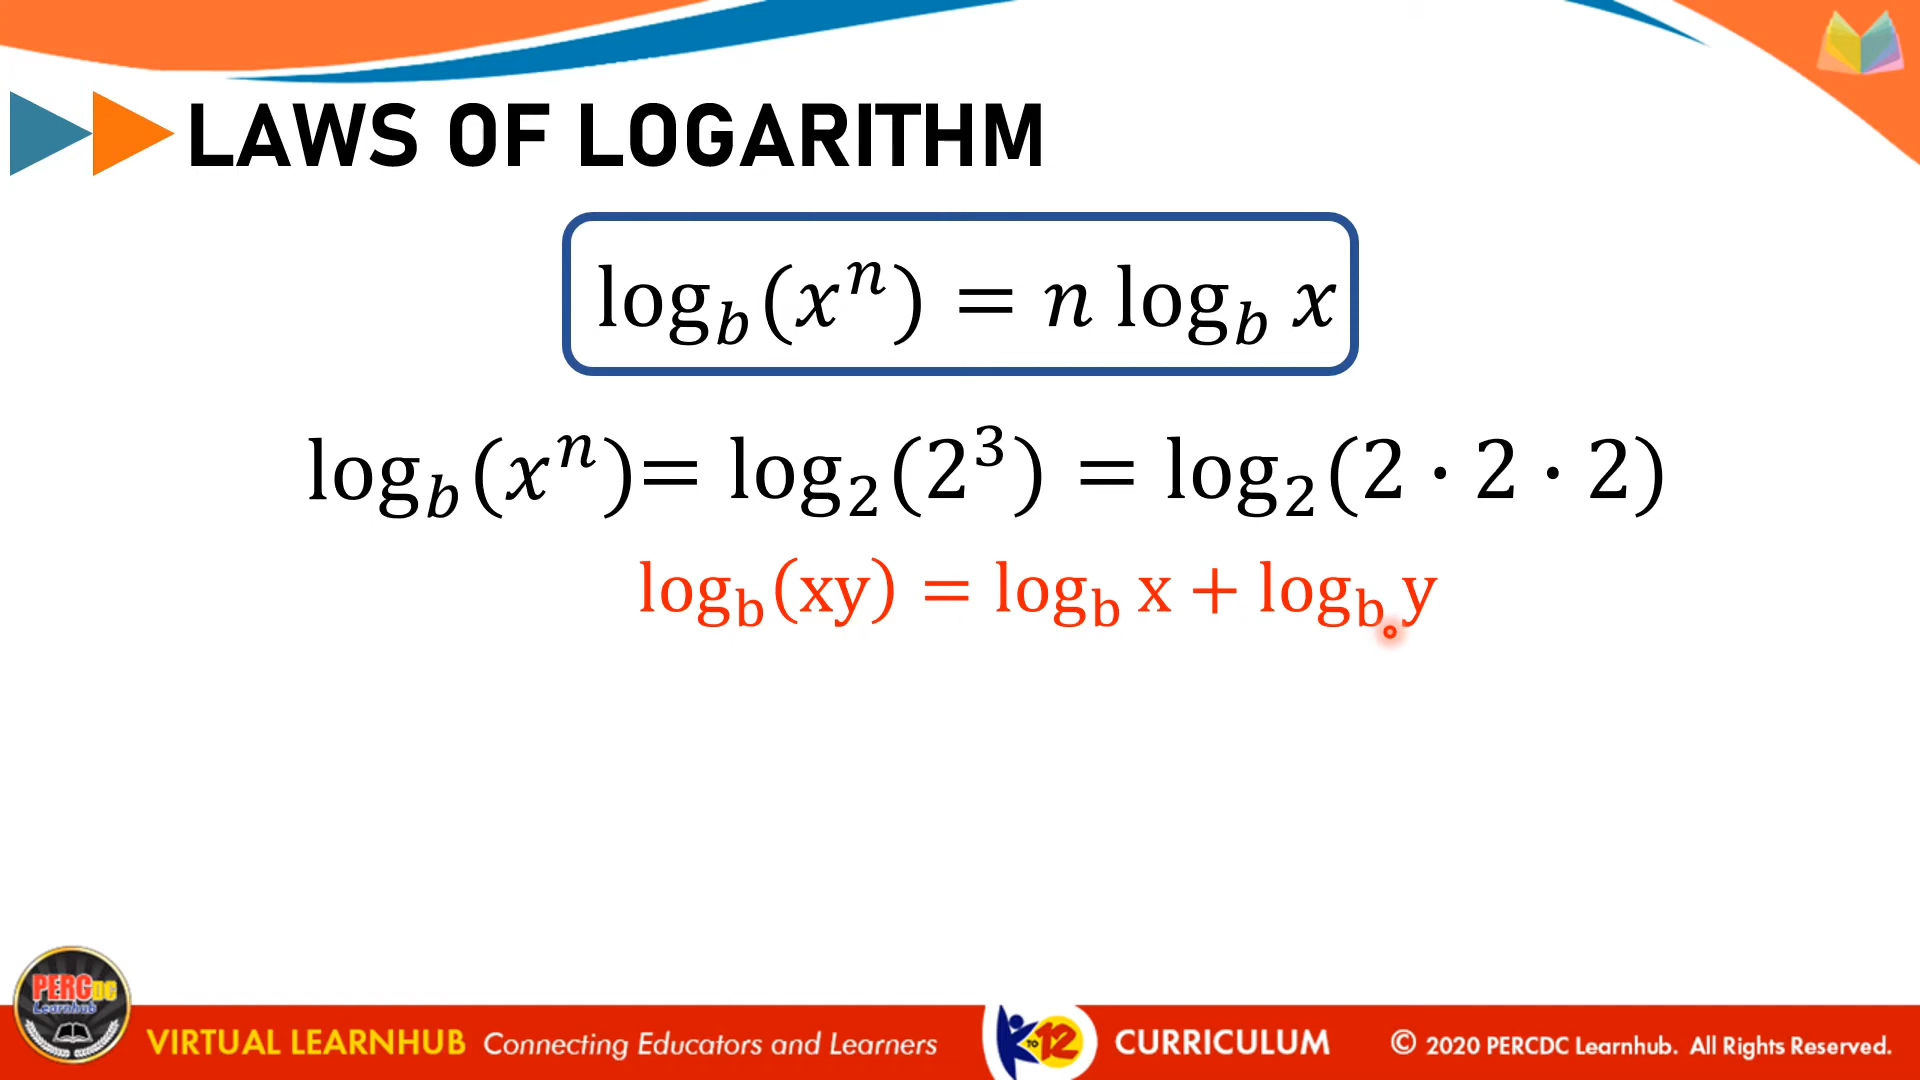 LAWS OF LOGARITHM
log_b(x^n) = n log_b x
log_b(x^n)= log_2(2^3) = log_2(2 · 2 · 2)
log_b(xy) = log_b x + log_b y
PERCDC
Learnhub
VIRTUAL LEARNHUB Connecting Educators and Learners
K TO 12 CURRICULUM
© 2020 PERCDC Learnhub. All Rights Reserved.